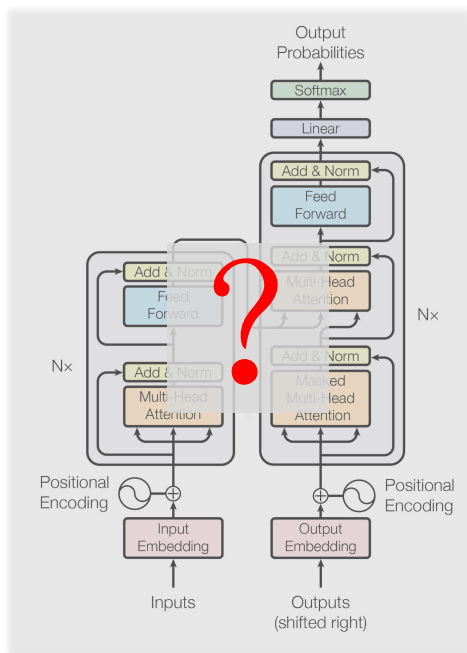 Output
Probabilities
Softmax
Linear
Add & Norm
Feed
Forward
Add & Norm
Multi-Head
Attention
Nx
Add & Norm
Masked
Multi-Head
Attention
Add & Norm
Feed
Forward
Nx
Add & Norm
Multi-Head
Attention
?
Positional
Encoding
Positional
Encoding
Input
Embedding
Output
Embedding
Inputs
Outputs
(shifted right)